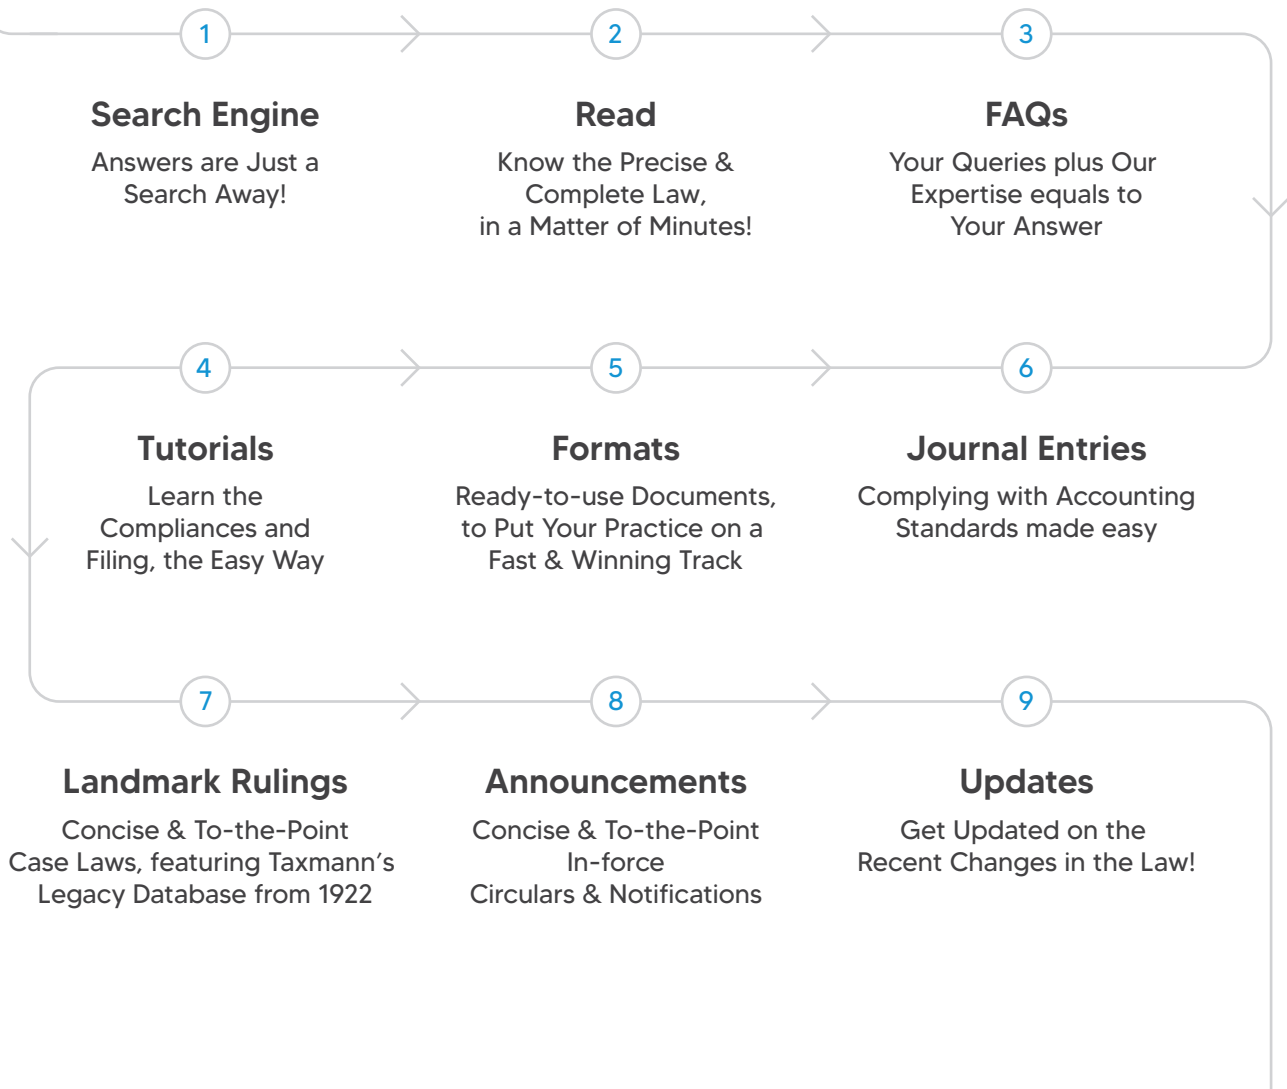 1
Search Engine
Answers are Just a
Search Away!
2
Read
Know the Precise &
Complete Law,
in a Matter of Minutes!
3
FAQs
Your Queries plus Our
Expertise equals to
Your Answer
4
Tutorials
Learn the
Compliances and
Filing, the Easy Way
5
Formats
Ready-to-use Documents,
to Put Your Practice on a
Fast & Winning Track
6
Journal Entries
Complying with Accounting
Standards made easy
7
Landmark Rulings
Concise & To-the-Point
Case Laws, featuring Taxmann's
Legacy Database from 1922
8
Announcements
Concise & To-the-Point
In-force
Circulars & Notifications
9
Updates
Get Updated on the
Recent Changes in the Law!